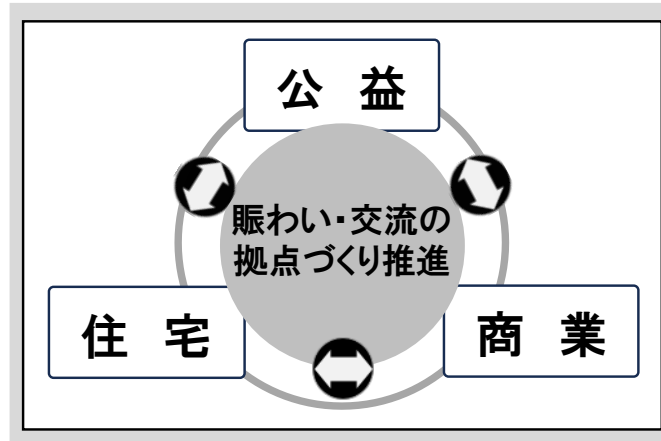 公 益
賑わい・交流の
拠点づくり推進
住 宅
商 業